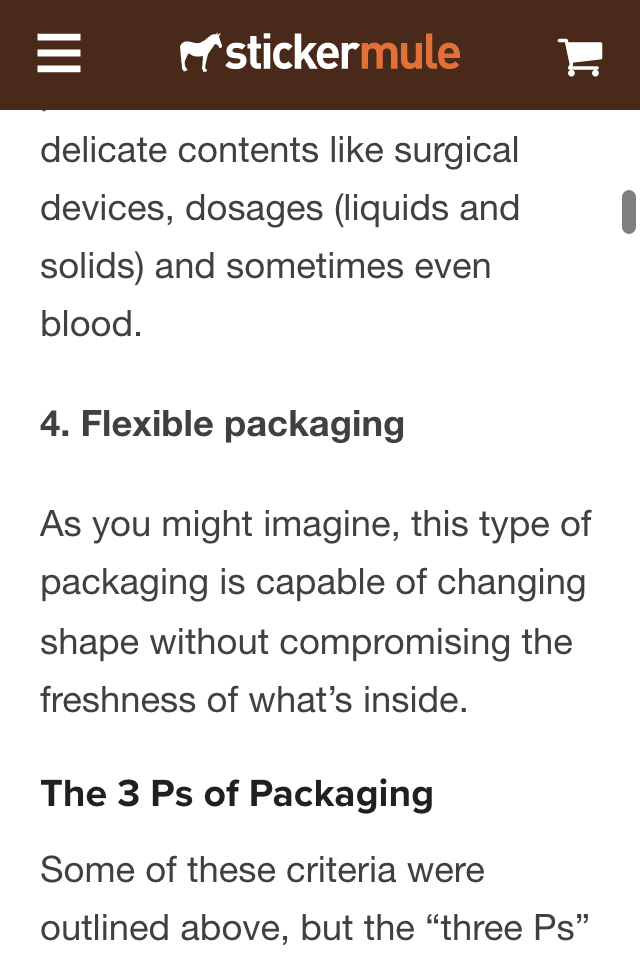 stickermule
delicate contents like surgical
devices, dosages (liquids and
solids) and sometimes even
blood.
4. Flexible packaging
As you might imagine, this type of
packaging is capable of changing
shape without compromising the
freshness of what’s inside.
The 3 Ps of Packaging
Some of these criteria were
outlined above, but the “three Ps”